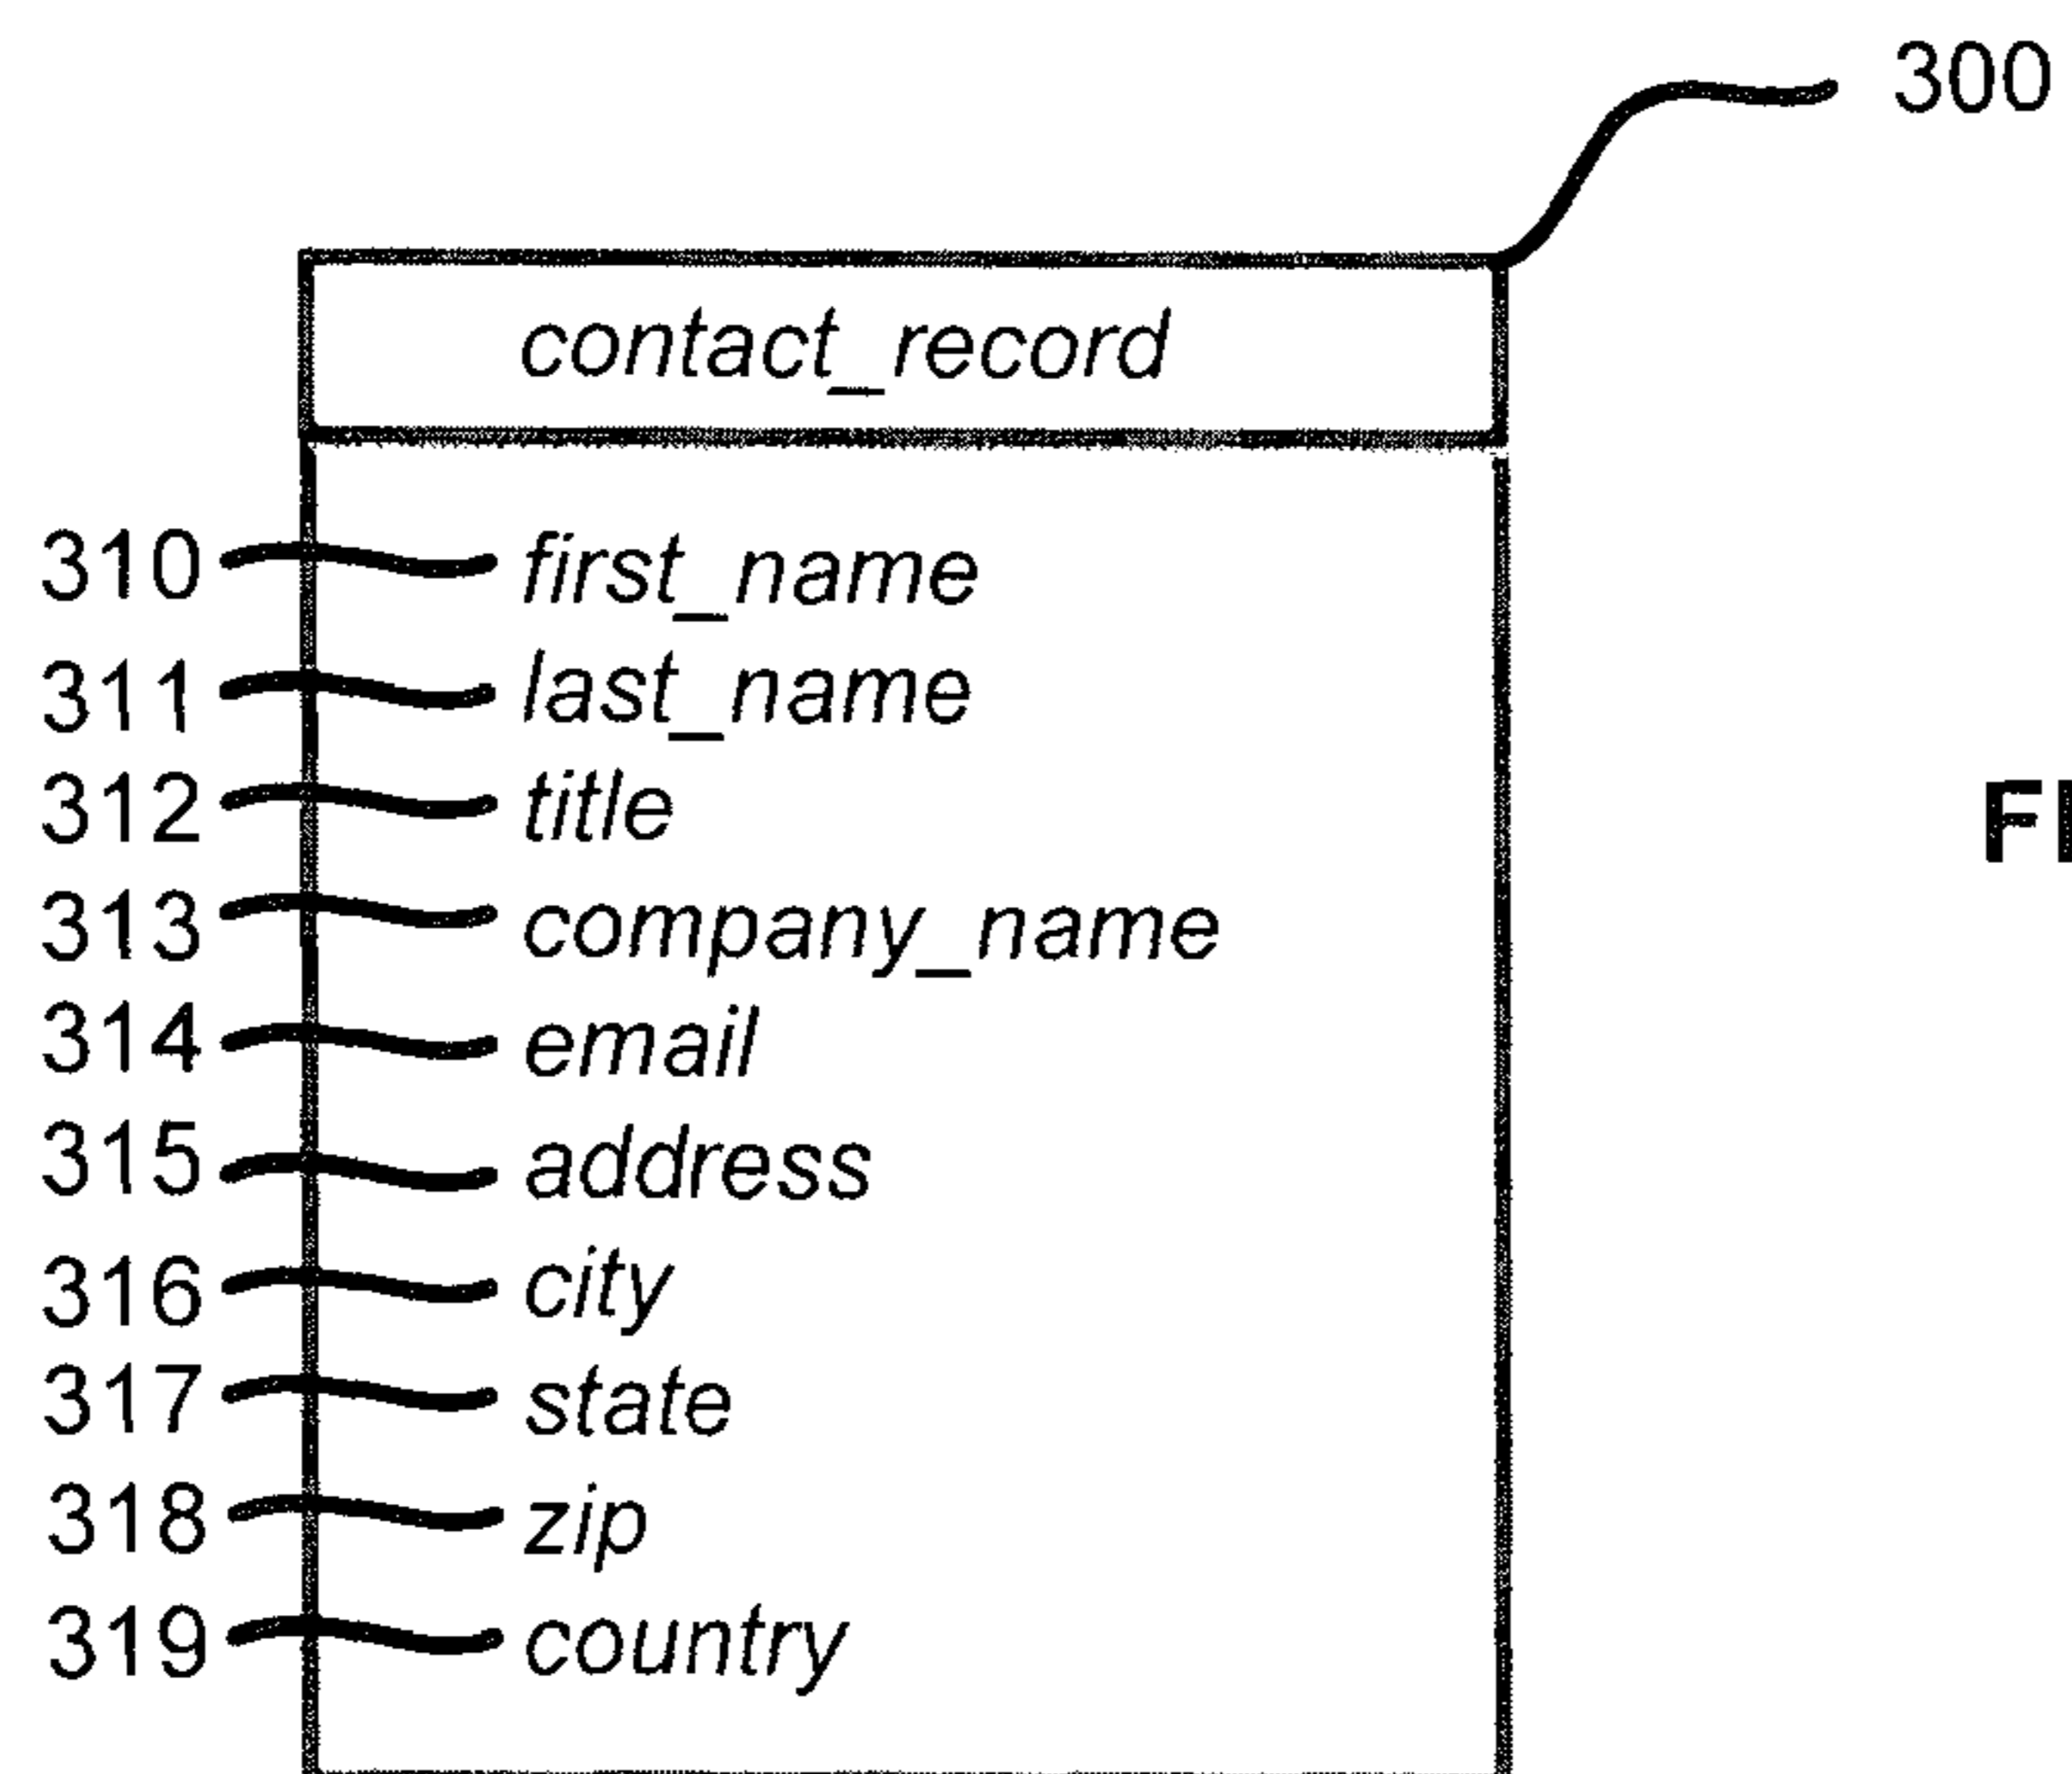 300
contact_record
310 first_name
311 last_name
312 title
313 company_name
314 email
315 address
316 city
317 state
318 zip
319 country